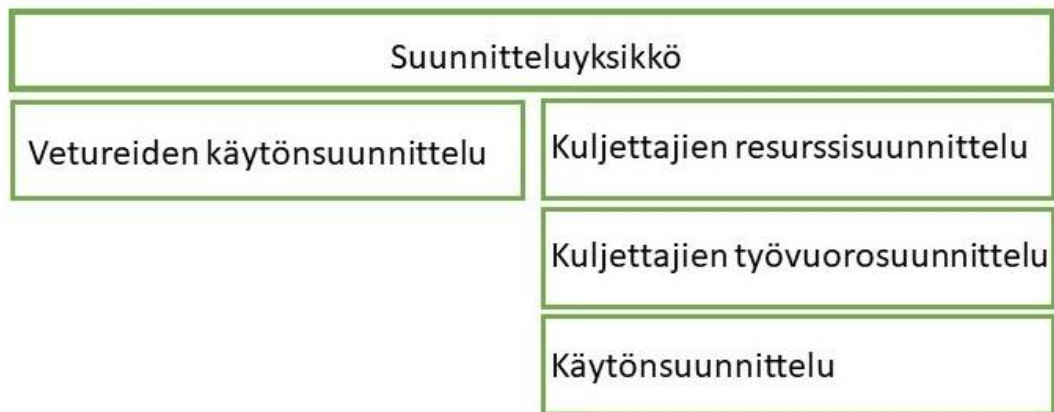 Suunnitteluyksikkö
Vetureiden käytönsuunnittelu
Kuljettajien resurssisuunnittelu
Kuljettajien työvuorosuunnittelu
Käytönsuunnittelu